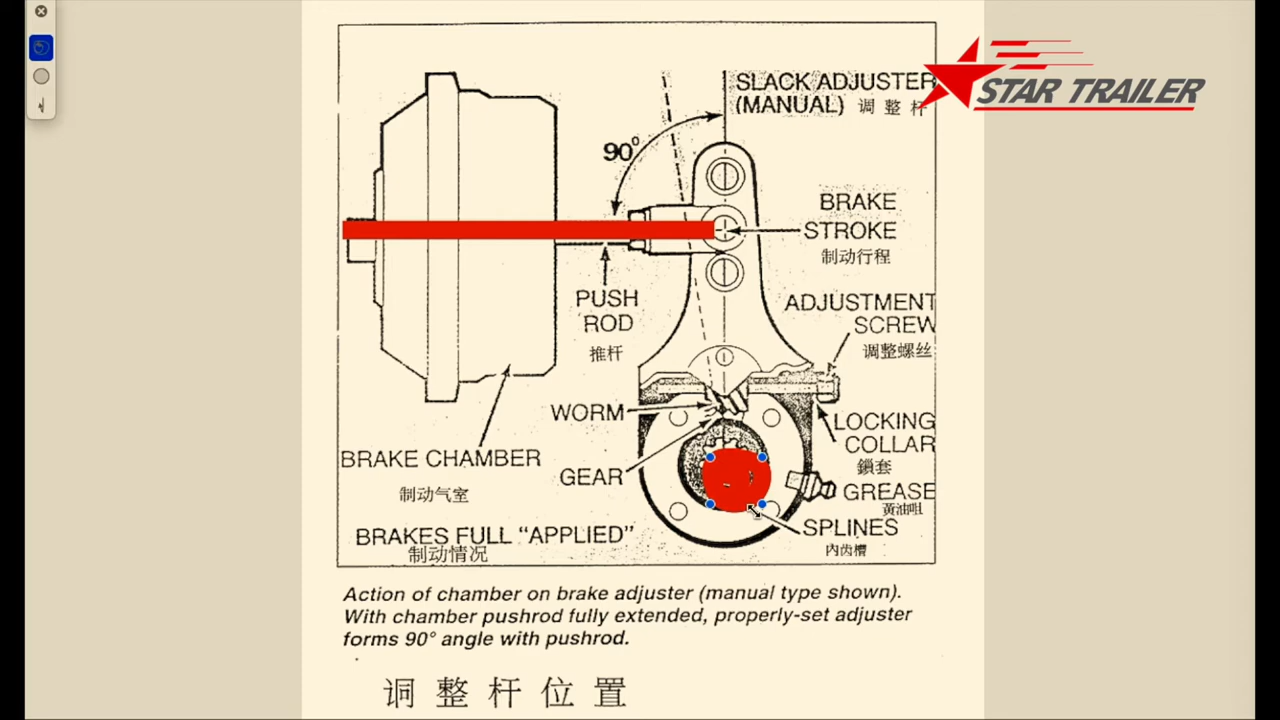 SLACK ADJUSTER
(MANUAL) 调整杆
STAR TRAILER
90°
BRAKE
STROKE
制动行程
PUSH
ROD
推杆
ADJUSTMENT
SCREW
调整螺丝
WORM
LOCKING
COLLAR
鎖套
BRAKE CHAMBER
制动气室
GEAR
GREASE
黃油咀
SPLINES
內齿槽
BRAKES FULL “APPLIED”
制动情况
Action of chamber on brake adjuster (manual type shown).
With chamber pushrod fully extended, properly-set adjuster
forms 90° angle with pushrod.
调整杆位置